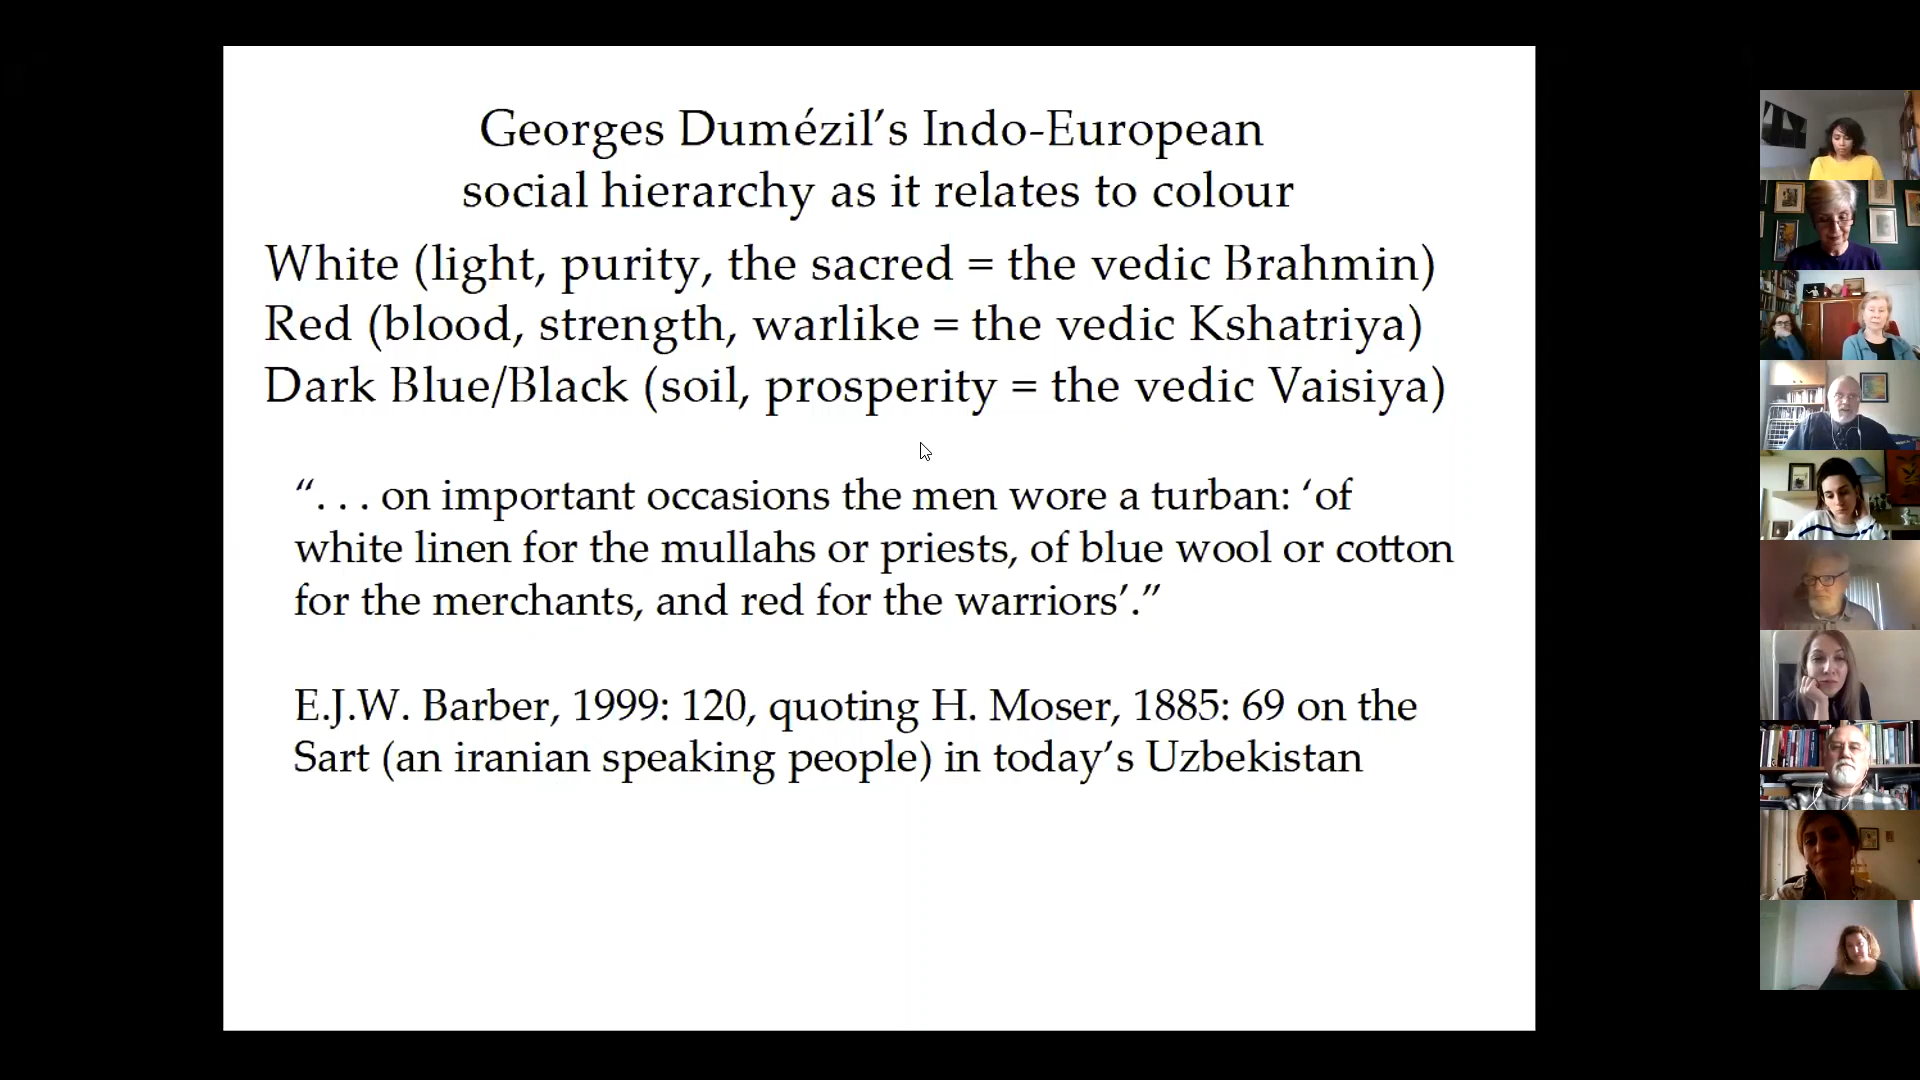 Georges Dumézil’s Indo-European
social hierarchy as it relates to colour
White (light, purity, the sacred = the vedic Brahmin)
Red (blood, strength, warlike = the vedic Kshatriya)
Dark Blue/Black (soil, prosperity = the vedic Vaisiya)
“. . . on important occasions the men wore a turban: ‘of
white linen for the mullahs or priests, of blue wool or cotton
for the merchants, and red for the warriors’.”
E.J.W. Barber, 1999: 120, quoting H. Moser, 1885: 69 on the
Sart (an iranian speaking people) in today’s Uzbekistan